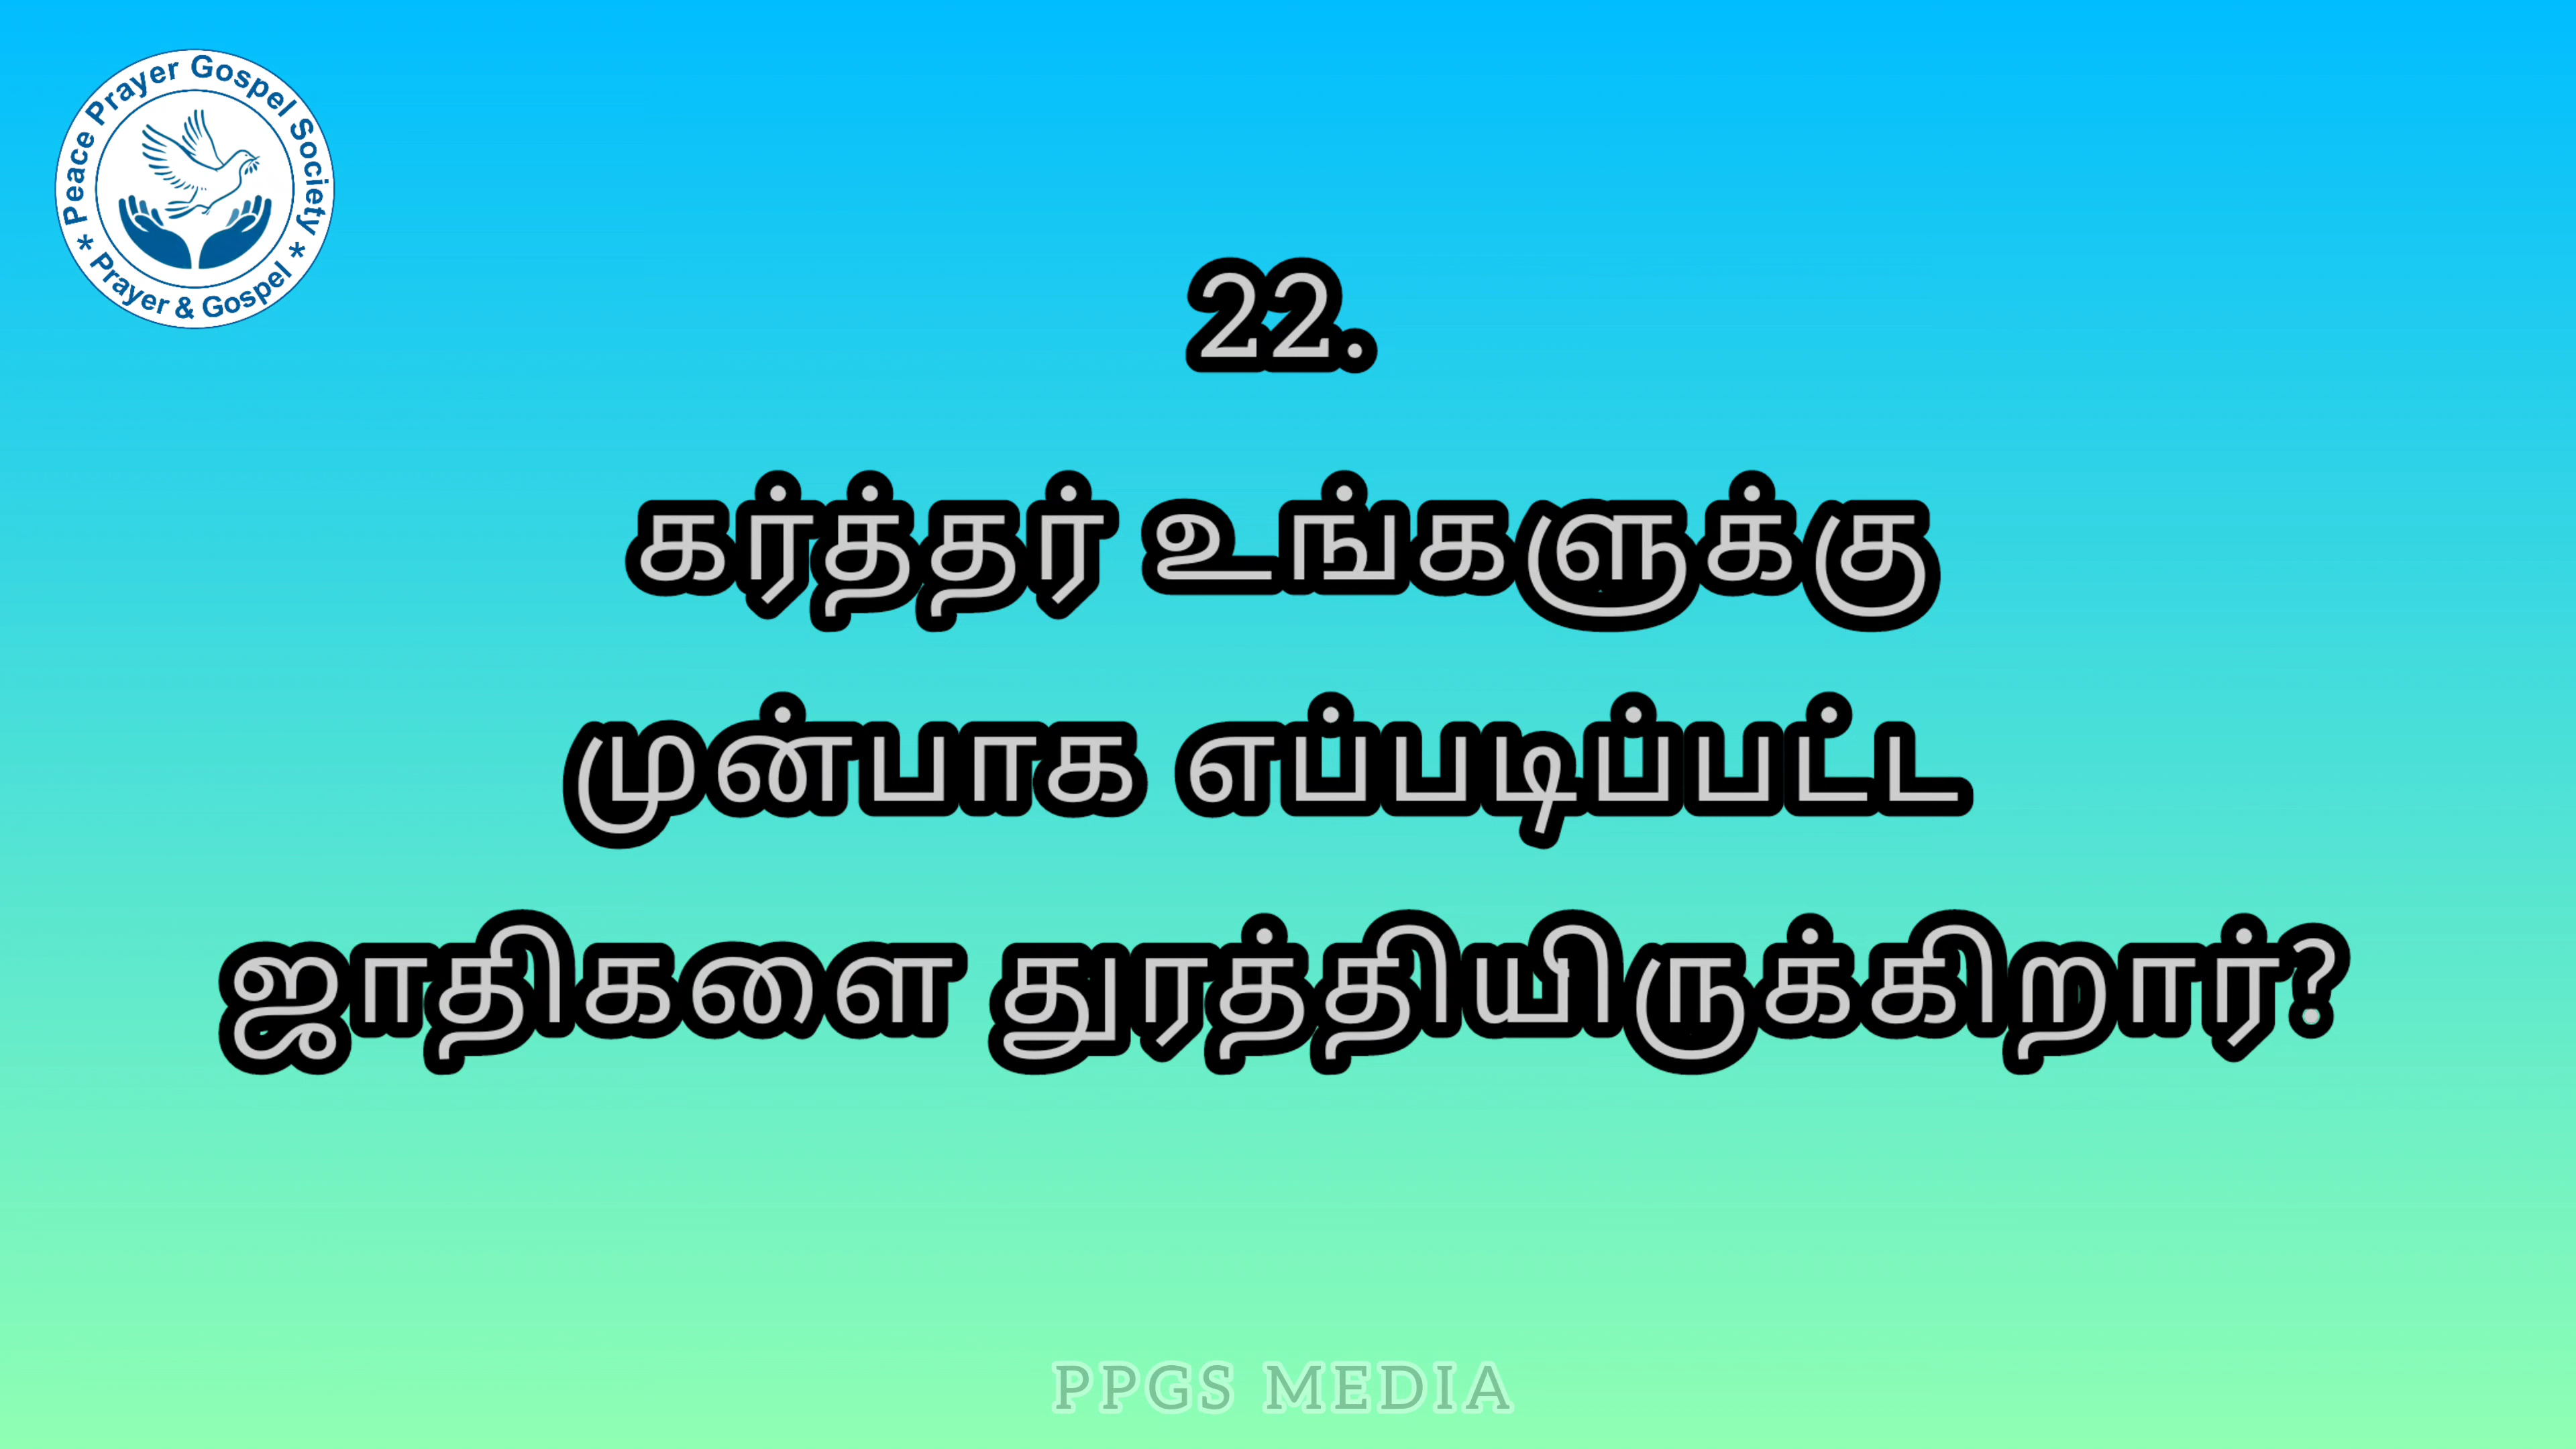 Peace Prayer Gospel Society
* Prayer & Gospel *
22.
கர்த்தர் உங்களுக்கு
முன்பாக எப்படிப்பட்ட
ஜாதிகளை துரத்தியிருக்கிறார்?
PPGS MEDIA